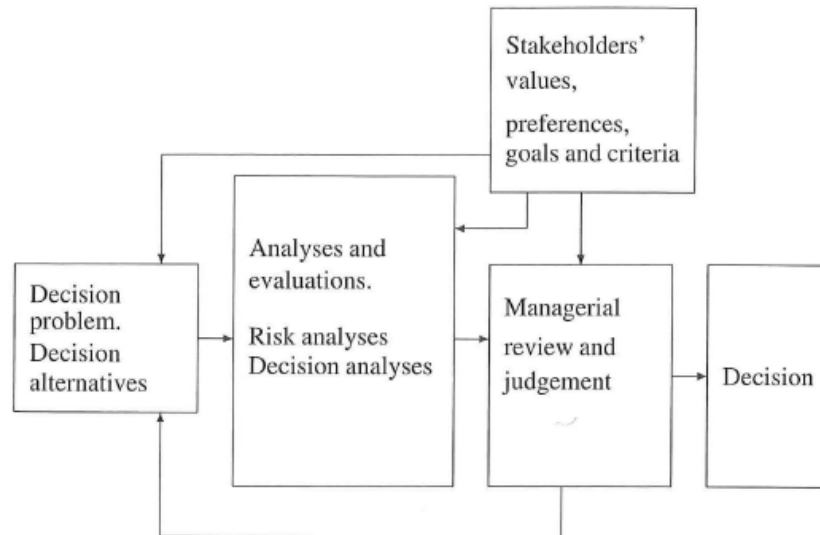 Stakeholders’
values,
preferences,
goals and criteria
Analyses and
evaluations.
Risk analyses
Decision analyses
Decision
problem.
Decision
alternatives
Managerial
review and
judgement
Decision